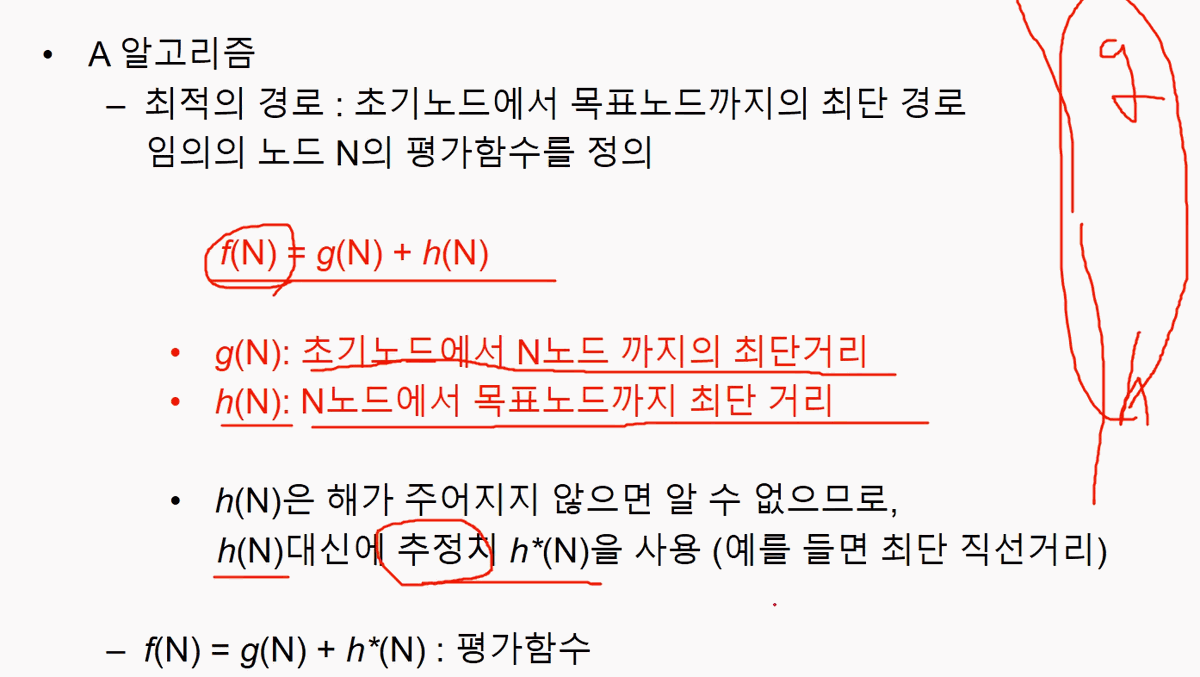 • A 알고리즘
– 최적의 경로 : 초기노드에서 목표노드까지의 최단 경로
임의의 노드 N의 평가함수를 정의
f(N) = g(N) + h(N)
• g(N): 초기노드에서 N노드 까지의 최단거리
• h(N): N노드에서 목표노드까지 최단 거리
• h(N)은 해가 주어지지 않으면 알 수 없으므로,
h(N)대신에 추정치 h*(N)을 사용 (예를 들면 최단 직선거리)
– f(N) = g(N) + h*(N) : 평가함수
g